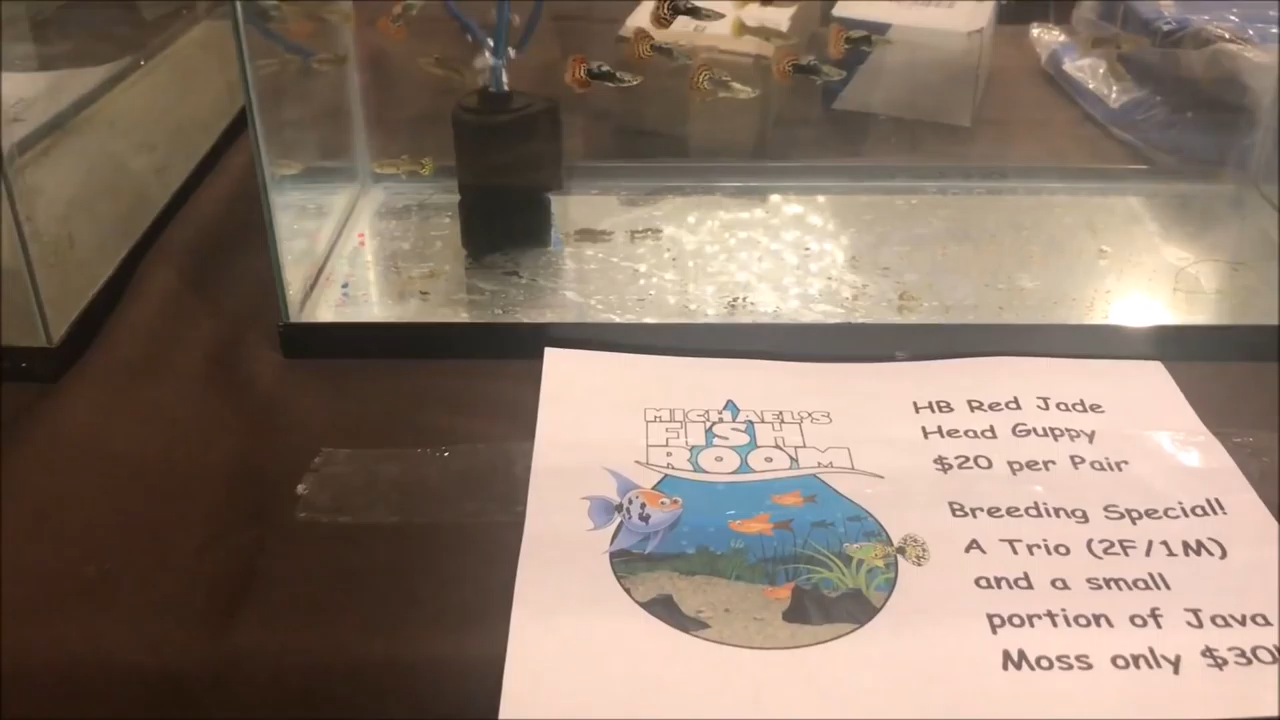 MICHAEL'S
FISH
ROOM
HB Red Jade
Head Guppy
$20 per Pair
Breeding Special!
A Trio (2F/1M)
and a small
portion of Java
Moss only $30!